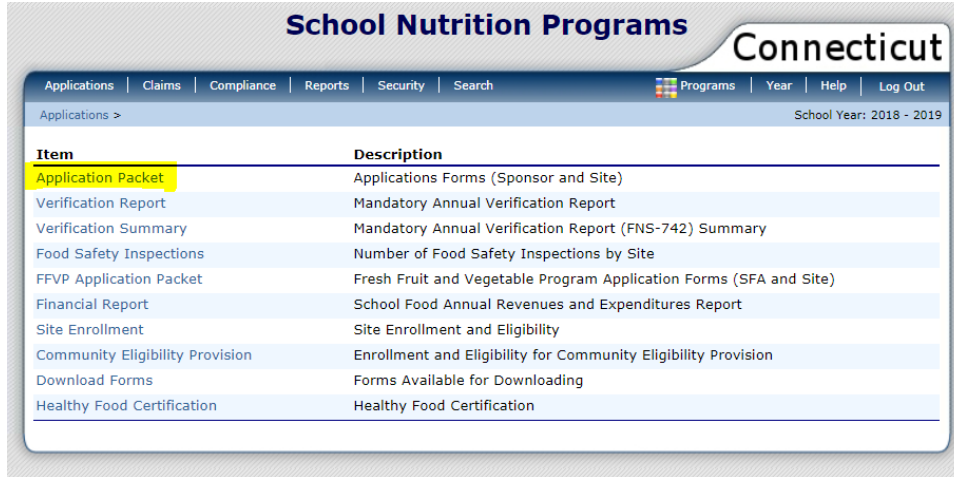 School Nutrition Programs
Connecticut
Applications | Claims | Compliance | Reports | Security | Search Programs | Year | Help | Log Out
Applications > School Year: 2018 - 2019
Item Description
Application Packet Applications Forms (Sponsor and Site)
Verification Report Mandatory Annual Verification Report
Verification Summary Mandatory Annual Verification Report (FNS-742) Summary
Food Safety Inspections Number of Food Safety Inspections by Site
FFVP Application Packet Fresh Fruit and Vegetable Program Application Forms (SFA and Site)
Financial Report School Food Annual Revenues and Expenditures Report
Site Enrollment Site Enrollment and Eligibility
Community Eligibility Provision Enrollment and Eligibility for Community Eligibility Provision
Download Forms Forms Available for Downloading
Healthy Food Certification Healthy Food Certification